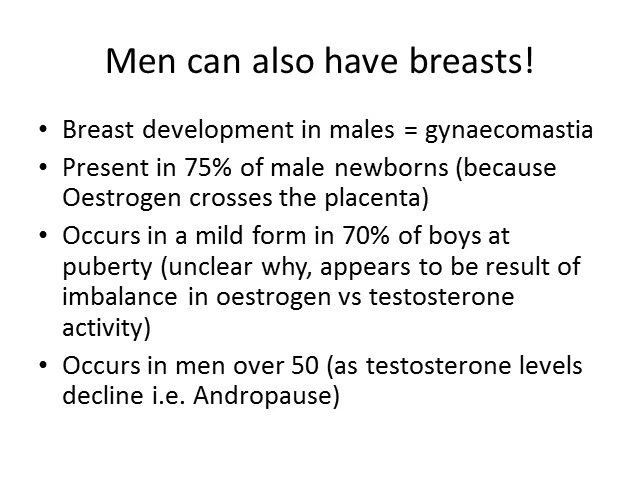 Men can also have breasts!
• Breast development in males = gynaecomastia
• Present in 75% of male newborns (because
Oestrogen crosses the placenta)
• Occurs in a mild form in 70% of boys at
puberty (unclear why, appears to be result of
imbalance in oestrogen vs testosterone
activity)
• Occurs in men over 50 (as testosterone levels
decline i.e. Andropause)